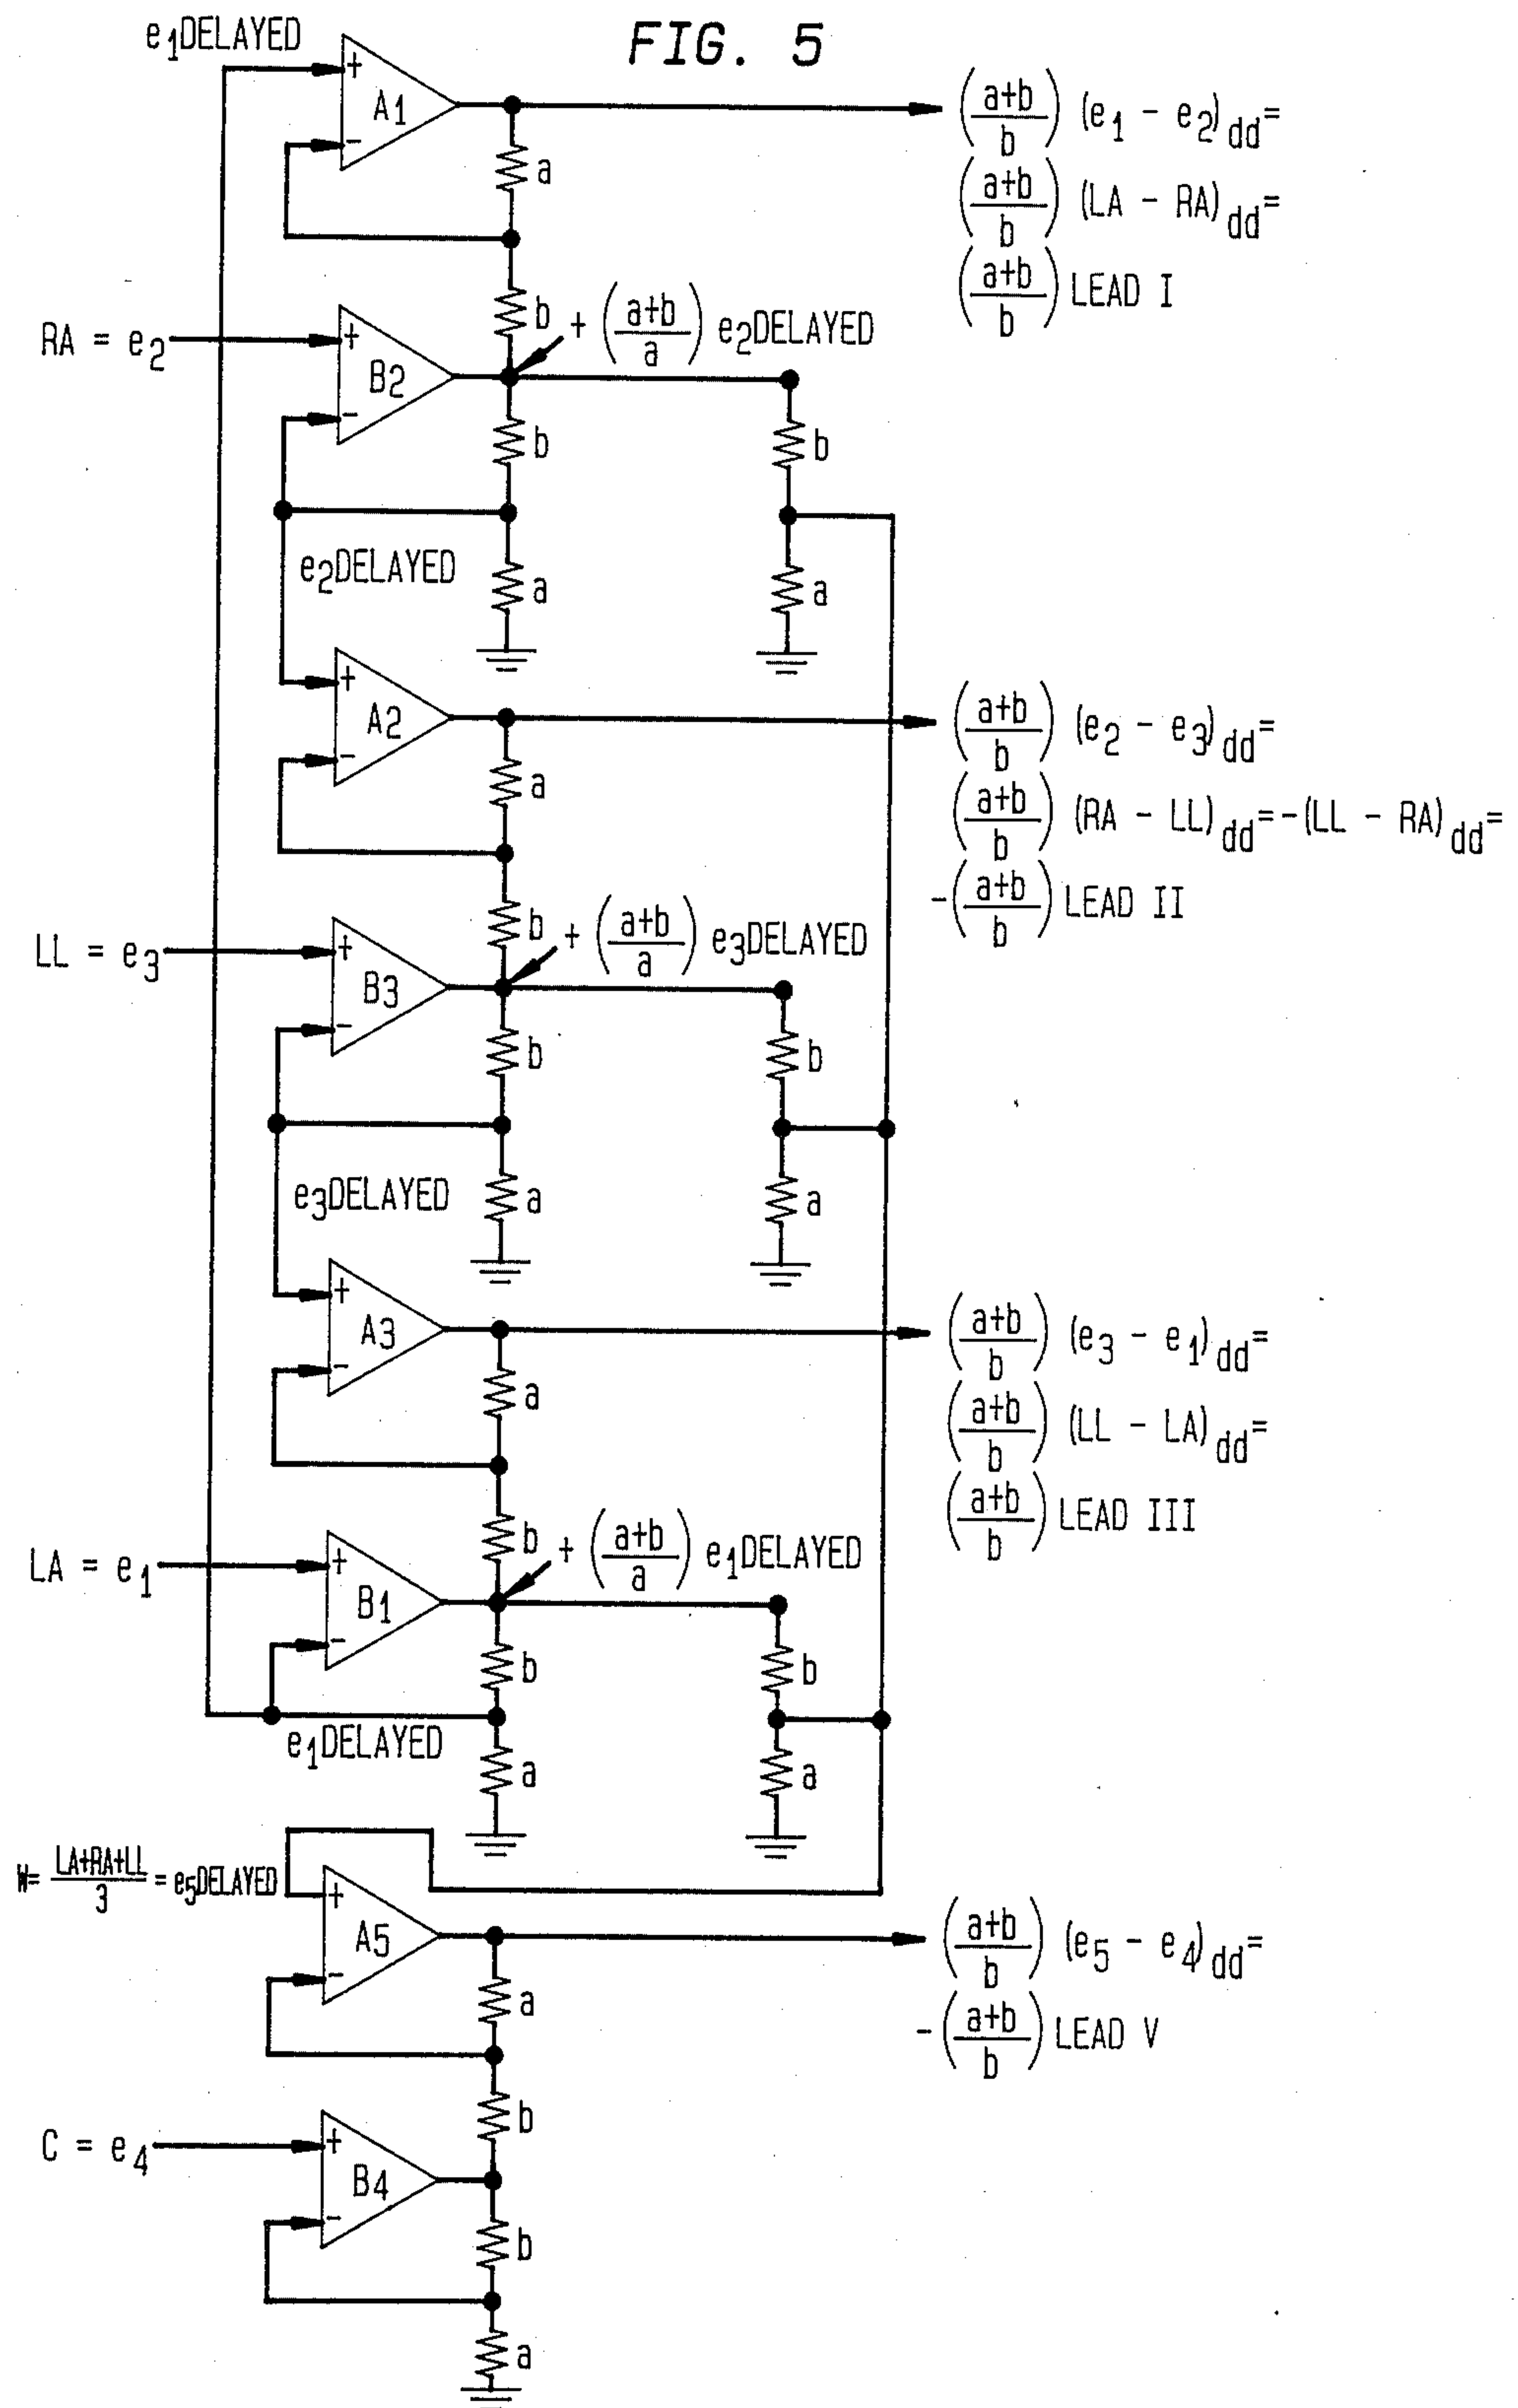 FIG. 5
e1DELAYED
+
A1
-
a
(a+b/b) (e1 - e2)dd=
(a+b/b) (LA - RA)dd=
(a+b/b) LEAD I
b
+ (a+b/a) e2DELAYED
RA = e2
+
B2
-
b
b
e2DELAYED
a
a
+
A2
-
a
(a+b/b) (e2 - e3)dd=
(a+b/b) (RA - LL)dd=-(LL - RA)dd=
-(a+b/b) LEAD II
b
+ (a+b/a) e3DELAYED
LL = e3
+
B3
-
b
b
e3DELAYED
a
a
+
A3
-
a
(a+b/b) (e3 - e1)dd=
(a+b/b) (LL - LA)dd=
(a+b/b) LEAD III
b
+ (a+b/a) e1DELAYED
LA = e1
+
B1
-
b
b
e1DELAYED
a
a
W= LA+RA+LL/3 = e5DELAYED
+
A5
-
a
(a+b/b) (e5 - e4)dd=
-(a+b/b) LEAD V
b
C = e4
+
B4
-
b
a